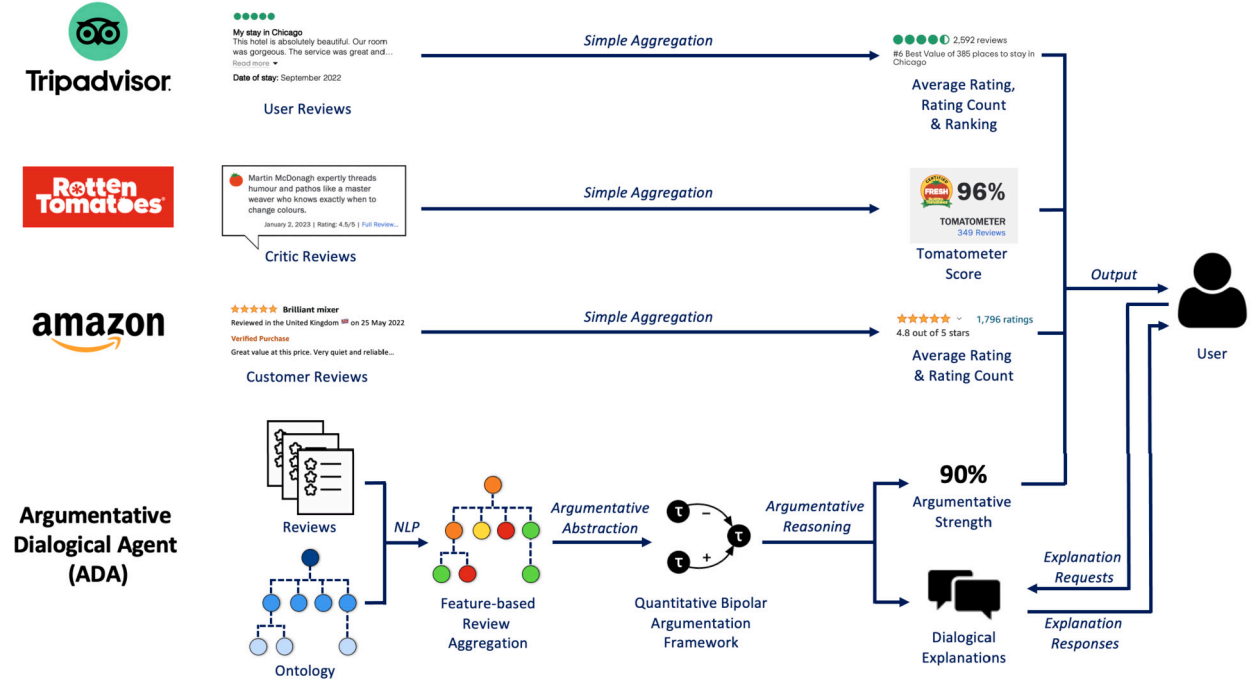 Tripadvisor
My stay in Chicago
This hotel is absolutely beautiful. Our room
was gorgeous. The service was great and...
Read more
Date of stay: September 2022
User Reviews
Simple Aggregation
2,592 reviews
#6 Best Value of 385 places to stay in
Chicago
Average Rating,
Rating Count
& Ranking
Rotten
Tomatoes
Martin McDonagh expertly threads
humour and pathos like a master
weaver who knows exactly when to
change colours.
January 2, 2023 | Rating: 4.5/5 | Full Review...
Critic Reviews
Simple Aggregation
CERTIFIED
FRESH
96%
TOMATOMETER
349 Reviews
Tomatometer
Score
amazon
Brilliant mixer
Reviewed in the United Kingdom on 25 May 2022
Verified Purchase
Great value at this price. Very quiet and reliable...
Customer Reviews
Simple Aggregation
1,796 ratings
4.8 out of 5 stars
Average Rating
& Rating Count
Output
User
Argumentative
Dialogical Agent
(ADA)
Reviews
Ontology
NLP
Feature-based
Review
Aggregation
Argumentative
Abstraction
τ
−
τ
τ
+
Quantitative Bipolar
Argumentation
Framework
Argumentative
Reasoning
90%
Argumentative
Strength
Dialogical
Explanations
Explanation
Requests
Explanation
Responses